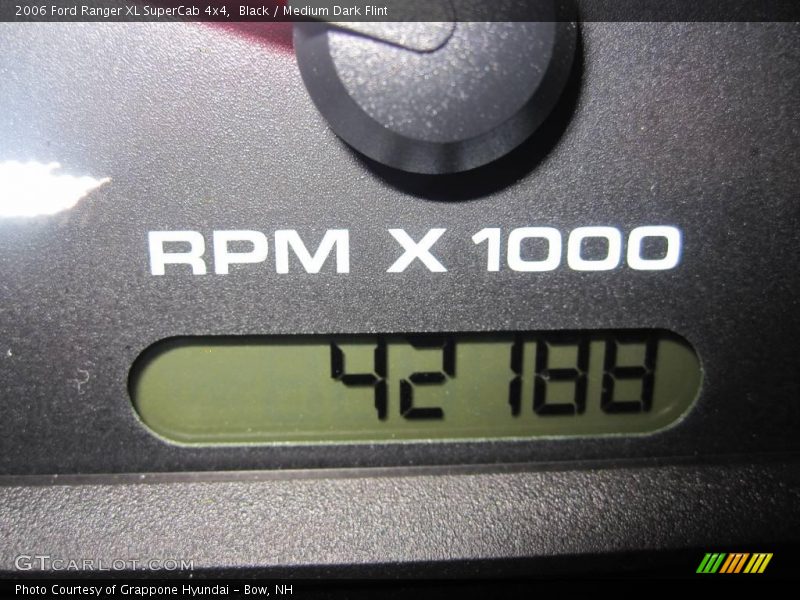 2006 Ford Ranger XL SuperCab 4x4, Black / Medium Dark Flint
RPM X 1000
42188
GTCARLOT.COM
Photo Courtesy of Grappone Hyundai - Bow, NH